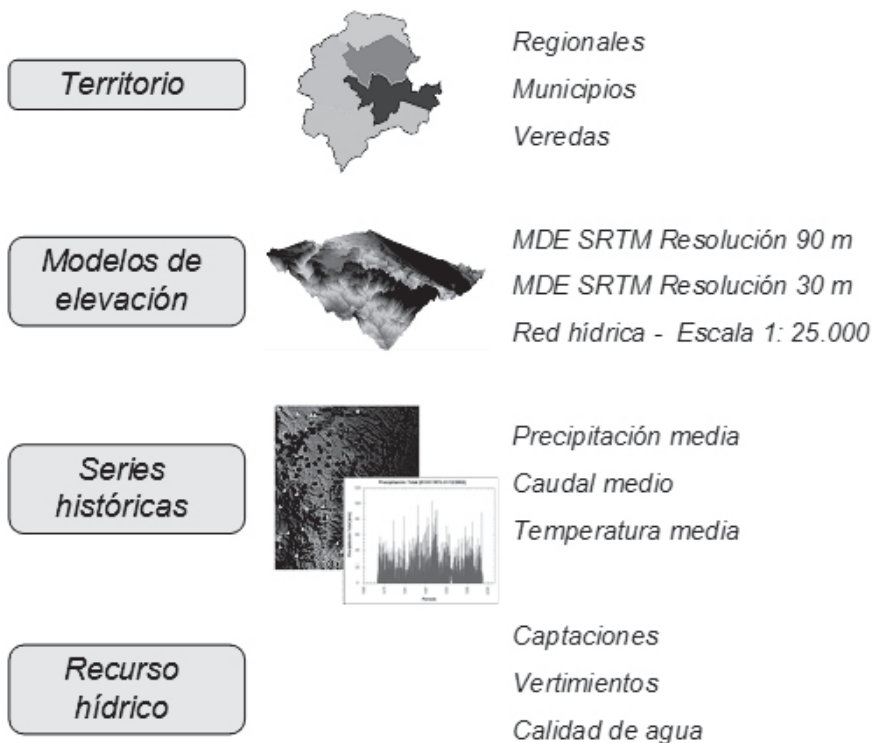 Territorio
Regionales
Municipios
Veredas
Modelos de
elevación
MDE SRTM Resolución 90 m
MDE SRTM Resolución 30 m
Red hídrica - Escala 1: 25.000
Series
históricas
Precipitación media
Caudal medio
Temperatura media
Recurso
hídrico
Captaciones
Vertimientos
Calidad de agua